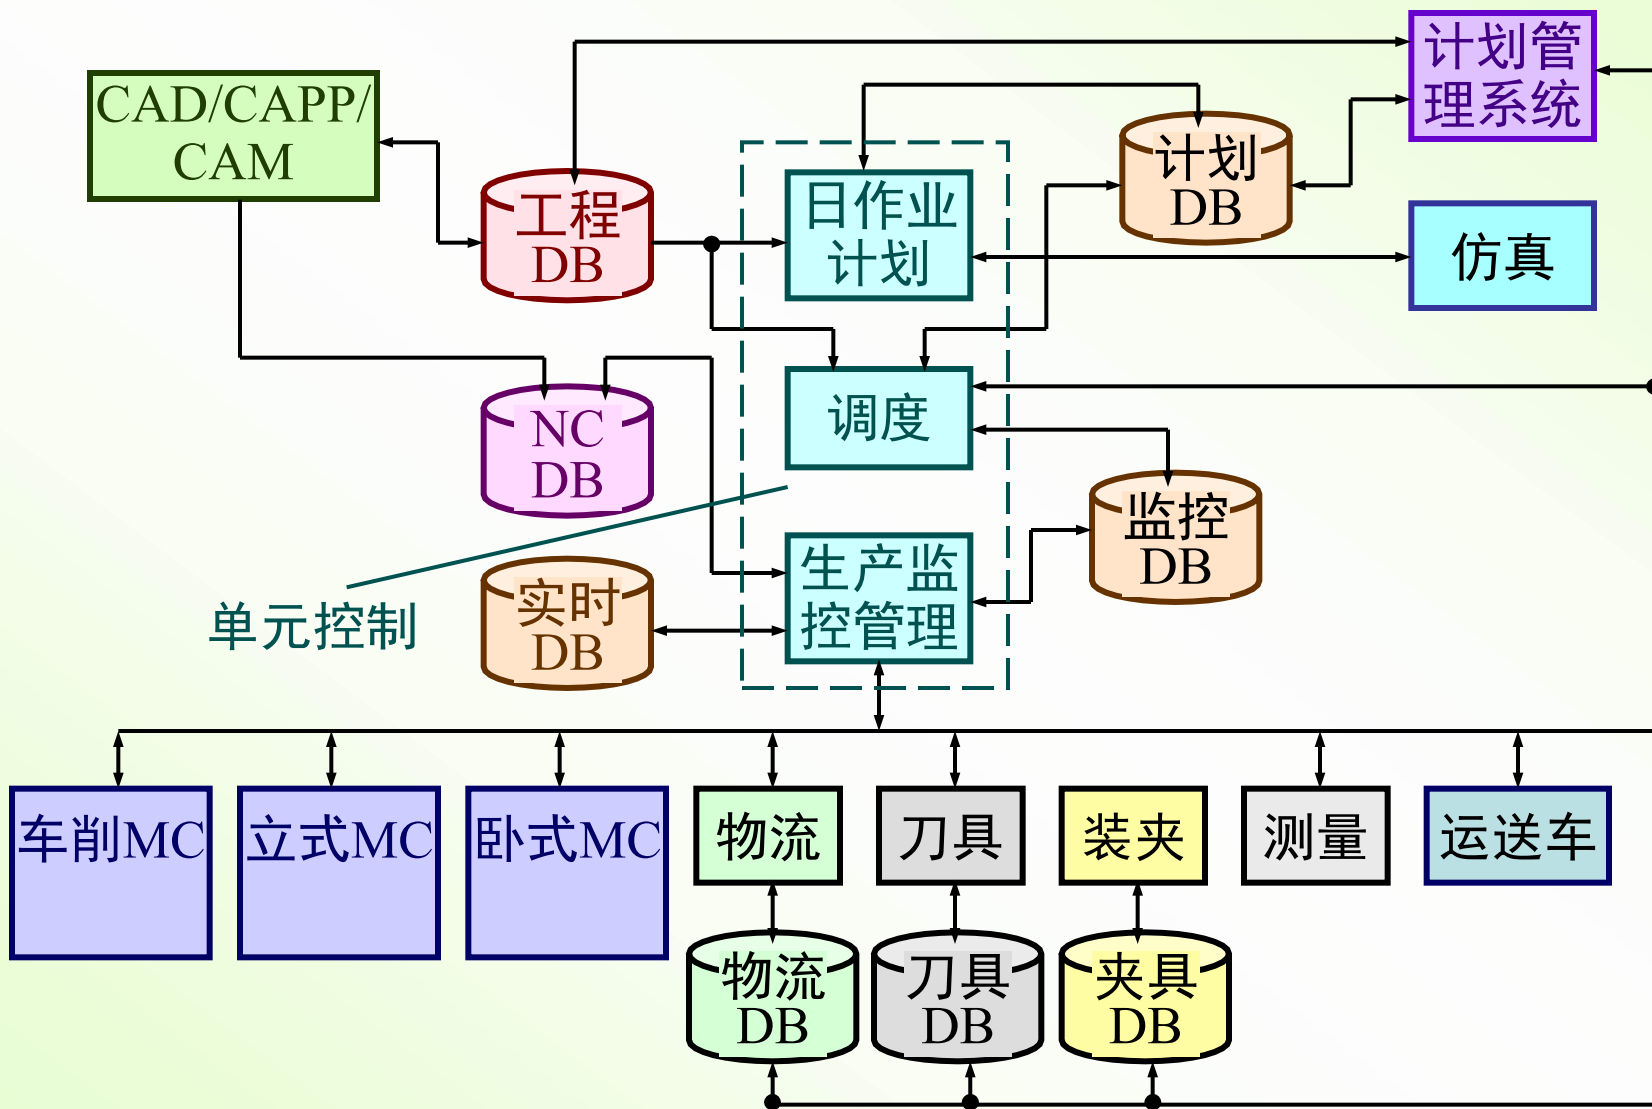 计划管
理系统
CAD/CAPP/
CAM
计划
DB
工程
DB
日作业
计划
仿真
NC
DB
调度
监控
DB
生产监
控管理
实时
DB
单元控制
车削MC
立式MC
卧式MC
物流
刀具
装夹
测量
运送车
物流
DB
刀具
DB
夹具
DB